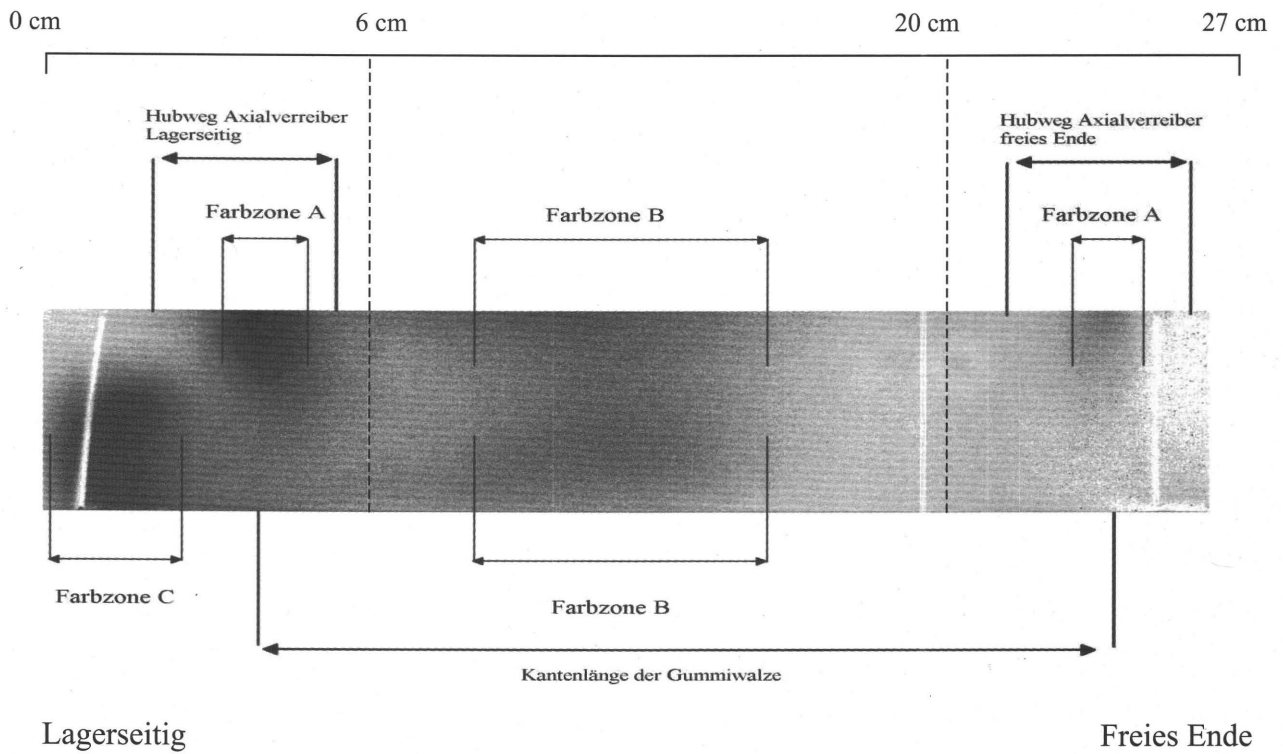 0 cm
6 cm
20 cm
27 cm
Hubweg Axialverreiber
Lagerseitig
Hubweg Axialverreiber
freies Ende
Farbzone A
Farbzone B
Farbzone A
Farbzone C
Farbzone B
Kantenlänge der Gummiwalze
Lagerseitig
Freies Ende